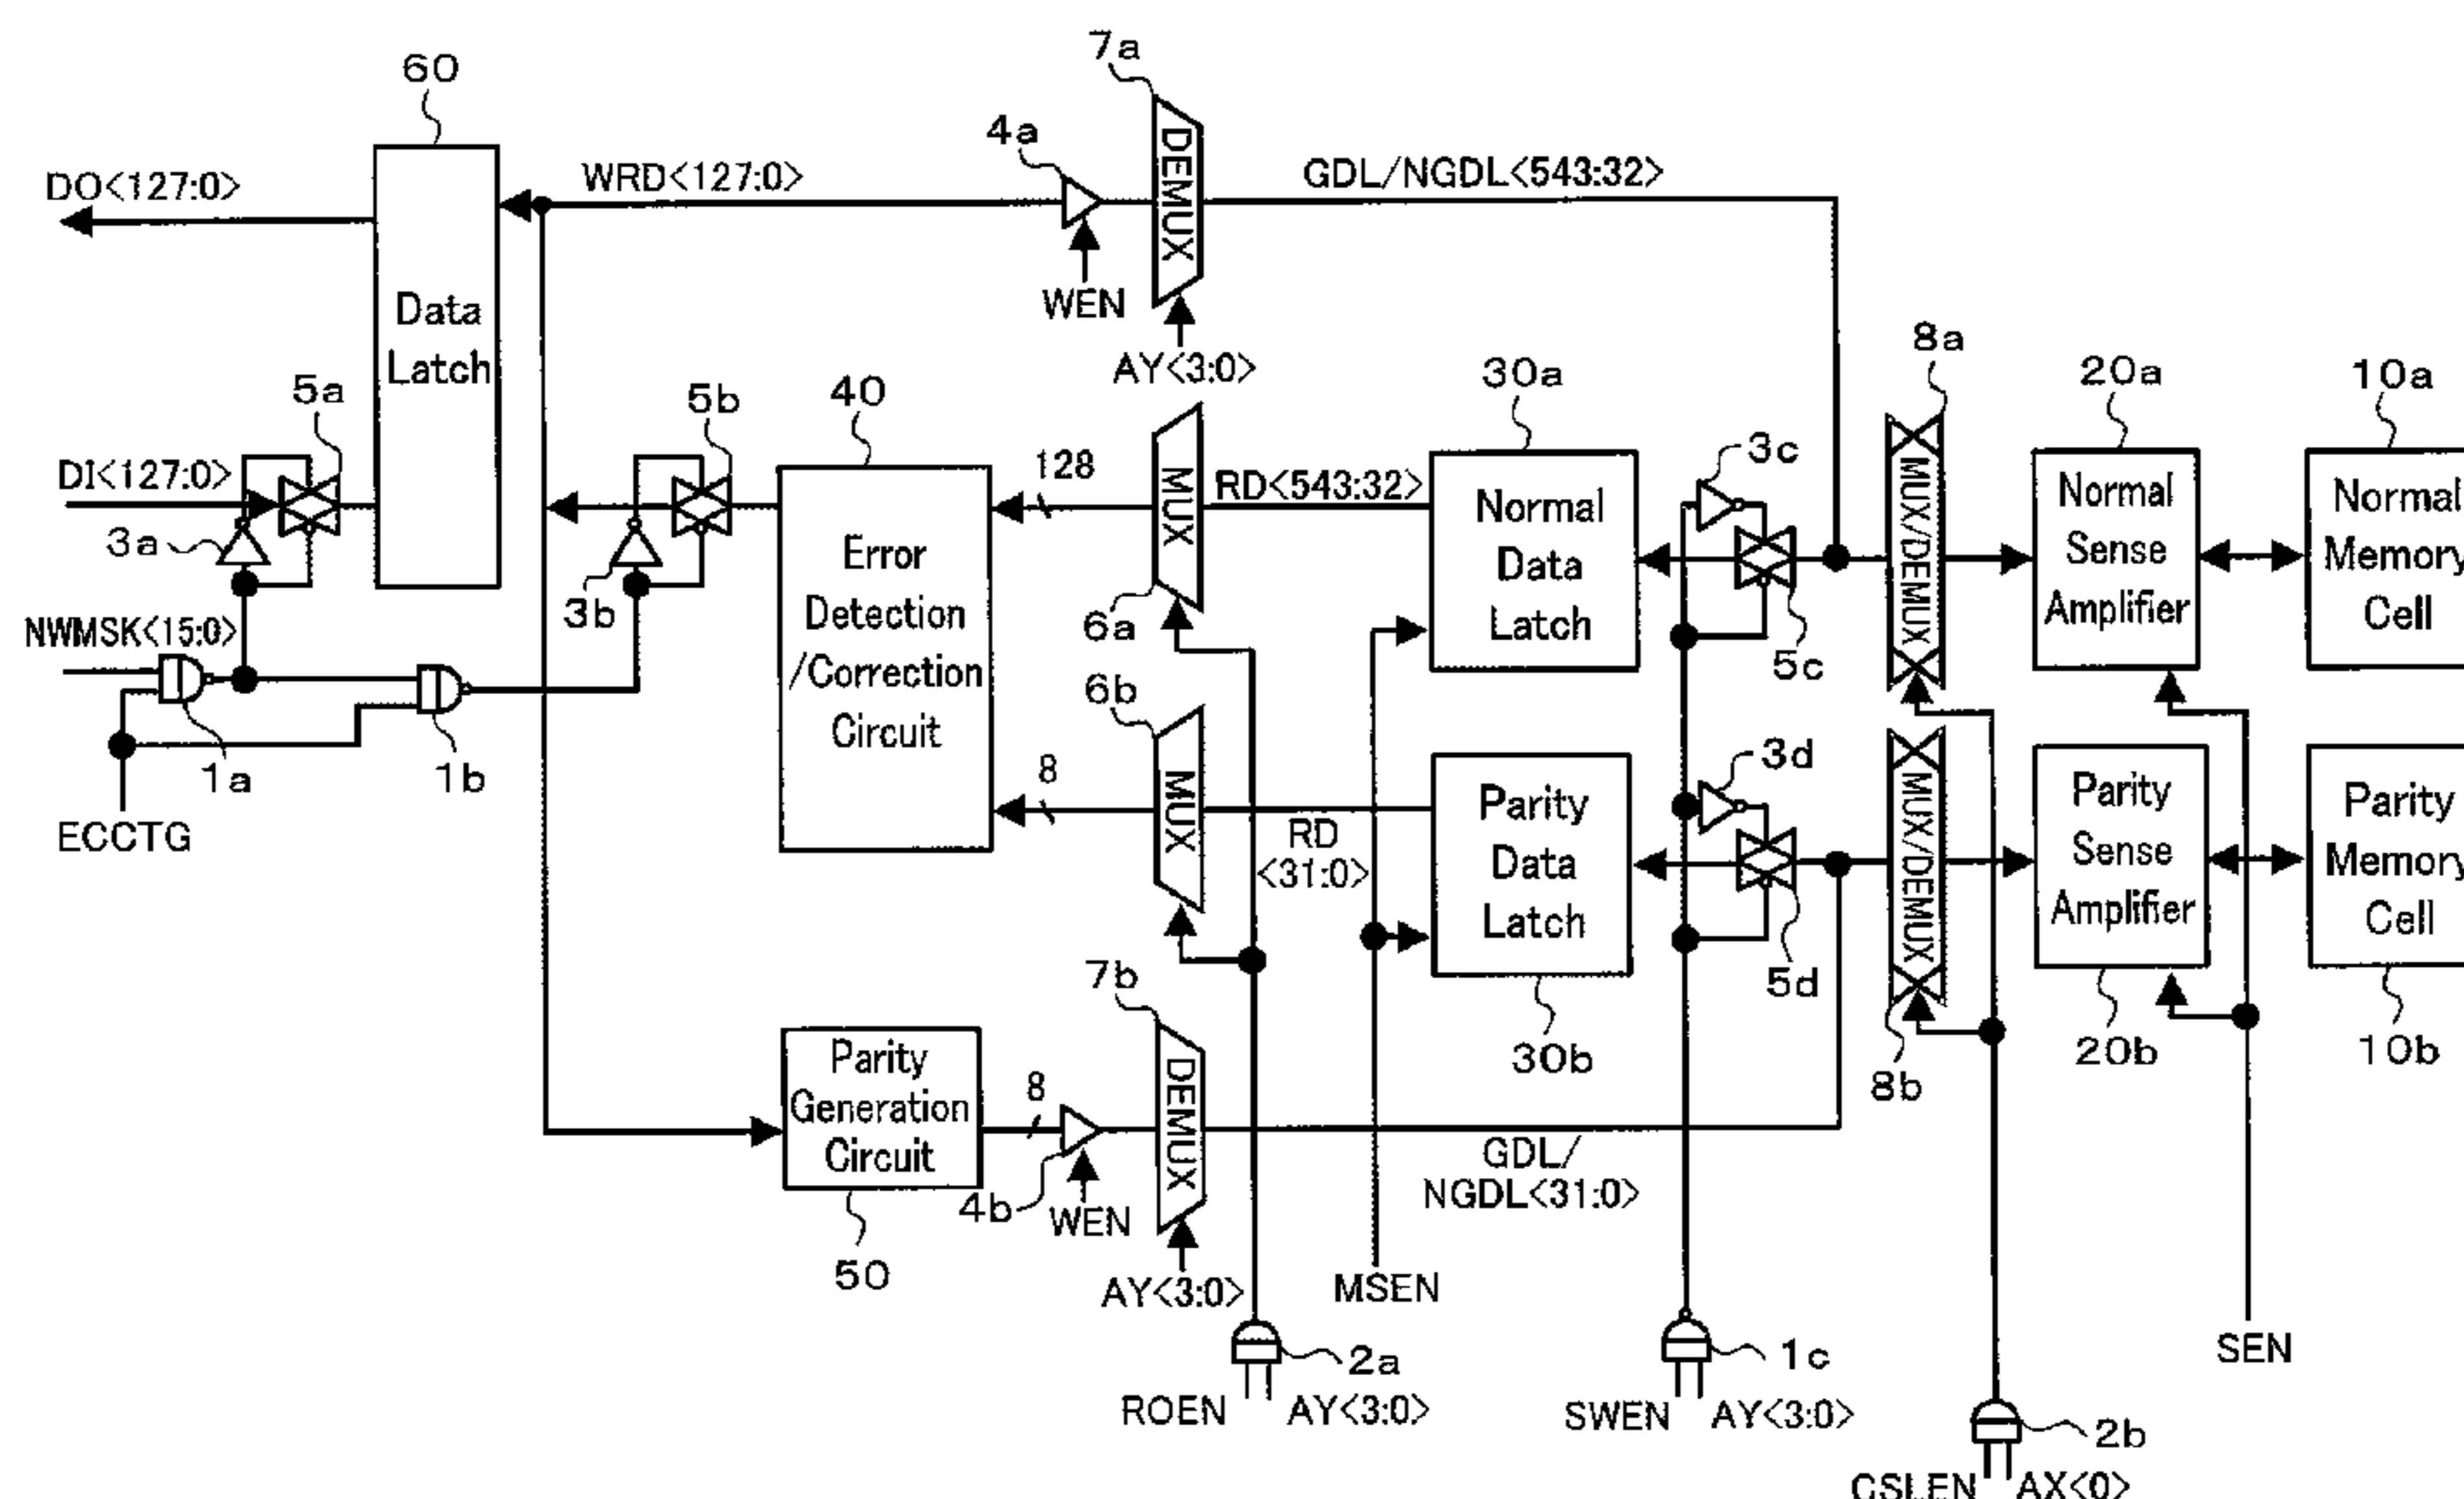 7a
60
4a
DEMUX
DO<127:0>
WRD<127:0>
GDL/NGDL<543:32>
Data
Latch
WEN
AY<3:0>
8a
5a
5b
40
30a
20a
10a
DI<127:0>
128
MUX
RD<543:32>
3c
MUX/DEMUX
Normal
Data
Latch
Normal
Sense
Amplifier
Normal
Memory
Cell
3a
3b
Error
Detection
/Correction
Circuit
6a
5c
NWMSK<15:0>
6b
1a
1b
ECCTG
8
MUX
RD
<31:0>
Parity
Data
Latch
3d
MUX/DEMUX
Parity
Sense
Amplifier
Parity
Memory
Cell
7b
5d
30b
8b
20b
10b
Parity
Generation
Circuit
8
4b
WEN
DEMUX
GDL/
NGDL<31:0>
50
AY<3:0>
MSEN
2a
1c
SEN
ROEN
AY<3:0>
SWEN
AY<3:0>
2b
CSLEN
AX<0>